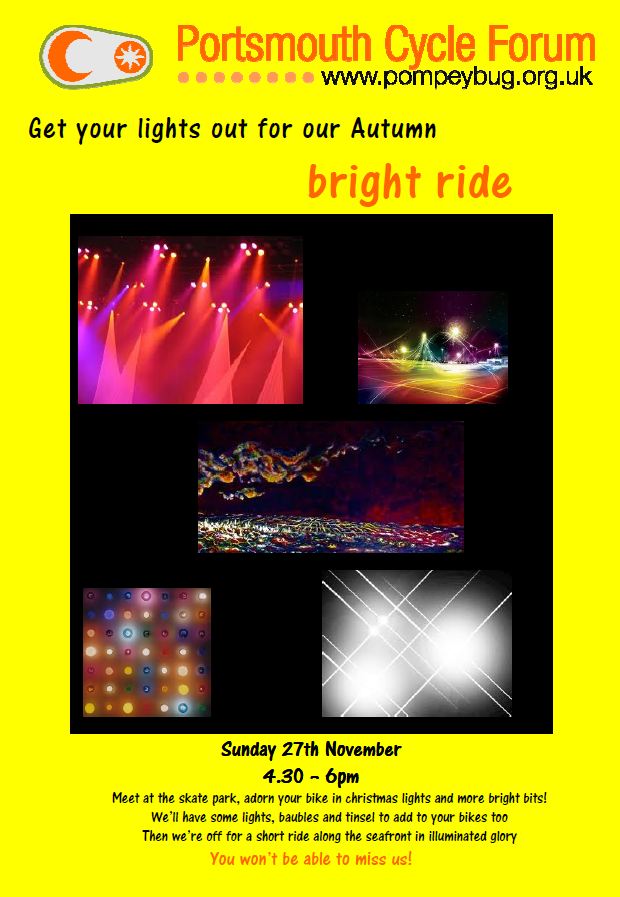 Portsmouth Cycle Forum
www.pompeybug.org.uk
Get your lights out for our Autumn
bright ride
Sunday 27th November
4.30 - 6pm
Meet at the skate park, adorn your bike in christmas lights and more bright bits!
We'll have some lights, baubles and tinsel to add to your bikes too
Then we're off for a short ride along the seafront in illuminated glory
You won't be able to miss us!